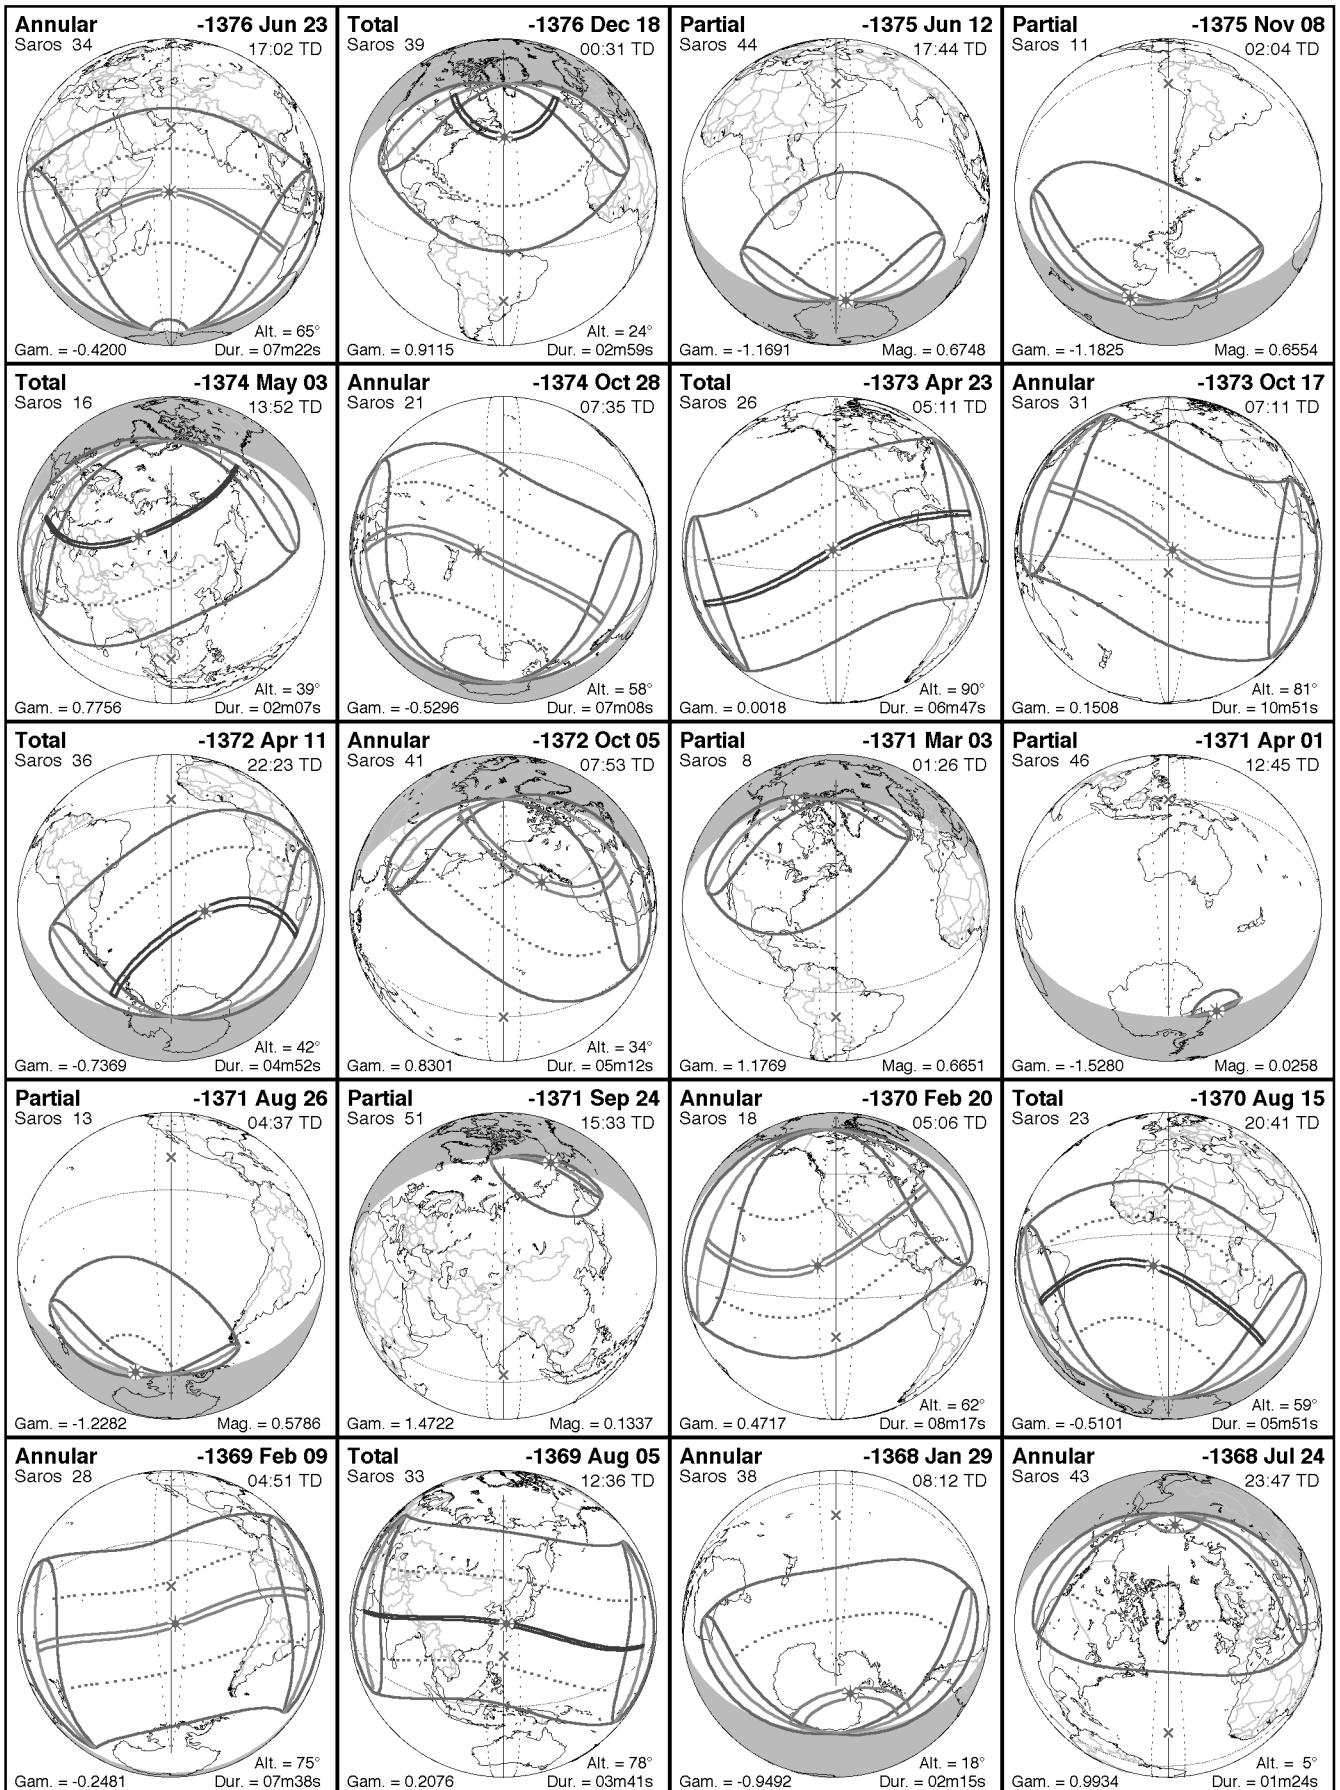 Annular -1376 Jun 23
Saros 34 17:02 TD
Alt. = 65°
Gam. = -0.4200 Dur. = 07m22s
Total -1376 Dec 18
Saros 39 00:31 TD
Alt. = 24°
Gam. = 0.9115 Dur. = 02m59s
Partial -1375 Jun 12
Saros 44 17:44 TD
Gam. = -1.1691 Mag. = 0.6748
Partial -1375 Nov 08
Saros 11 02:04 TD
Gam. = -1.1825 Mag. = 0.6554
Total -1374 May 03
Saros 16 13:52 TD
Alt. = 39°
Gam. = 0.7756 Dur. = 02m07s
Annular -1374 Oct 28
Saros 21 07:35 TD
Alt. = 58°
Gam. = -0.5296 Dur. = 07m08s
Total -1373 Apr 23
Saros 26 05:11 TD
Alt. = 90°
Gam. = 0.0018 Dur. = 06m47s
Annular -1373 Oct 17
Saros 31 07:11 TD
Alt. = 81°
Gam. = 0.1508 Dur. = 10m51s
Total -1372 Apr 11
Saros 36 22:23 TD
Alt. = 42°
Gam. = -0.7369 Dur. = 04m52s
Annular -1372 Oct 05
Saros 41 07:53 TD
Alt. = 34°
Gam. = 0.8301 Dur. = 05m12s
Partial -1371 Mar 03
Saros 8 01:26 TD
Gam. = 1.1769 Mag. = 0.6651
Partial -1371 Apr 01
Saros 46 12:45 TD
Gam. = -1.5280 Mag. = 0.0258
Partial -1371 Aug 26
Saros 13 04:37 TD
Gam. = -1.2282 Mag. = 0.5786
Partial -1371 Sep 24
Saros 51 15:33 TD
Gam. = 1.4722 Mag. = 0.1337
Annular -1370 Feb 20
Saros 18 05:06 TD
Alt. = 62°
Gam. = 0.4717 Dur. = 08m17s
Total -1370 Aug 15
Saros 23 20:41 TD
Alt. = 59°
Gam. = -0.5101 Dur. = 05m51s
Annular -1369 Feb 09
Saros 28 04:51 TD
Alt. = 75°
Gam. = -0.2481 Dur. = 07m38s
Total -1369 Aug 05
Saros 33 12:36 TD
Alt. = 78°
Gam. = 0.2076 Dur. = 03m41s
Annular -1368 Jan 29
Saros 38 08:12 TD
Alt. = 18°
Gam. = -0.9492 Dur. = 02m15s
Annular -1368 Jul 24
Saros 43 23:47 TD
Alt. = 5°
Gam. = 0.9934 Dur. = 01m24s